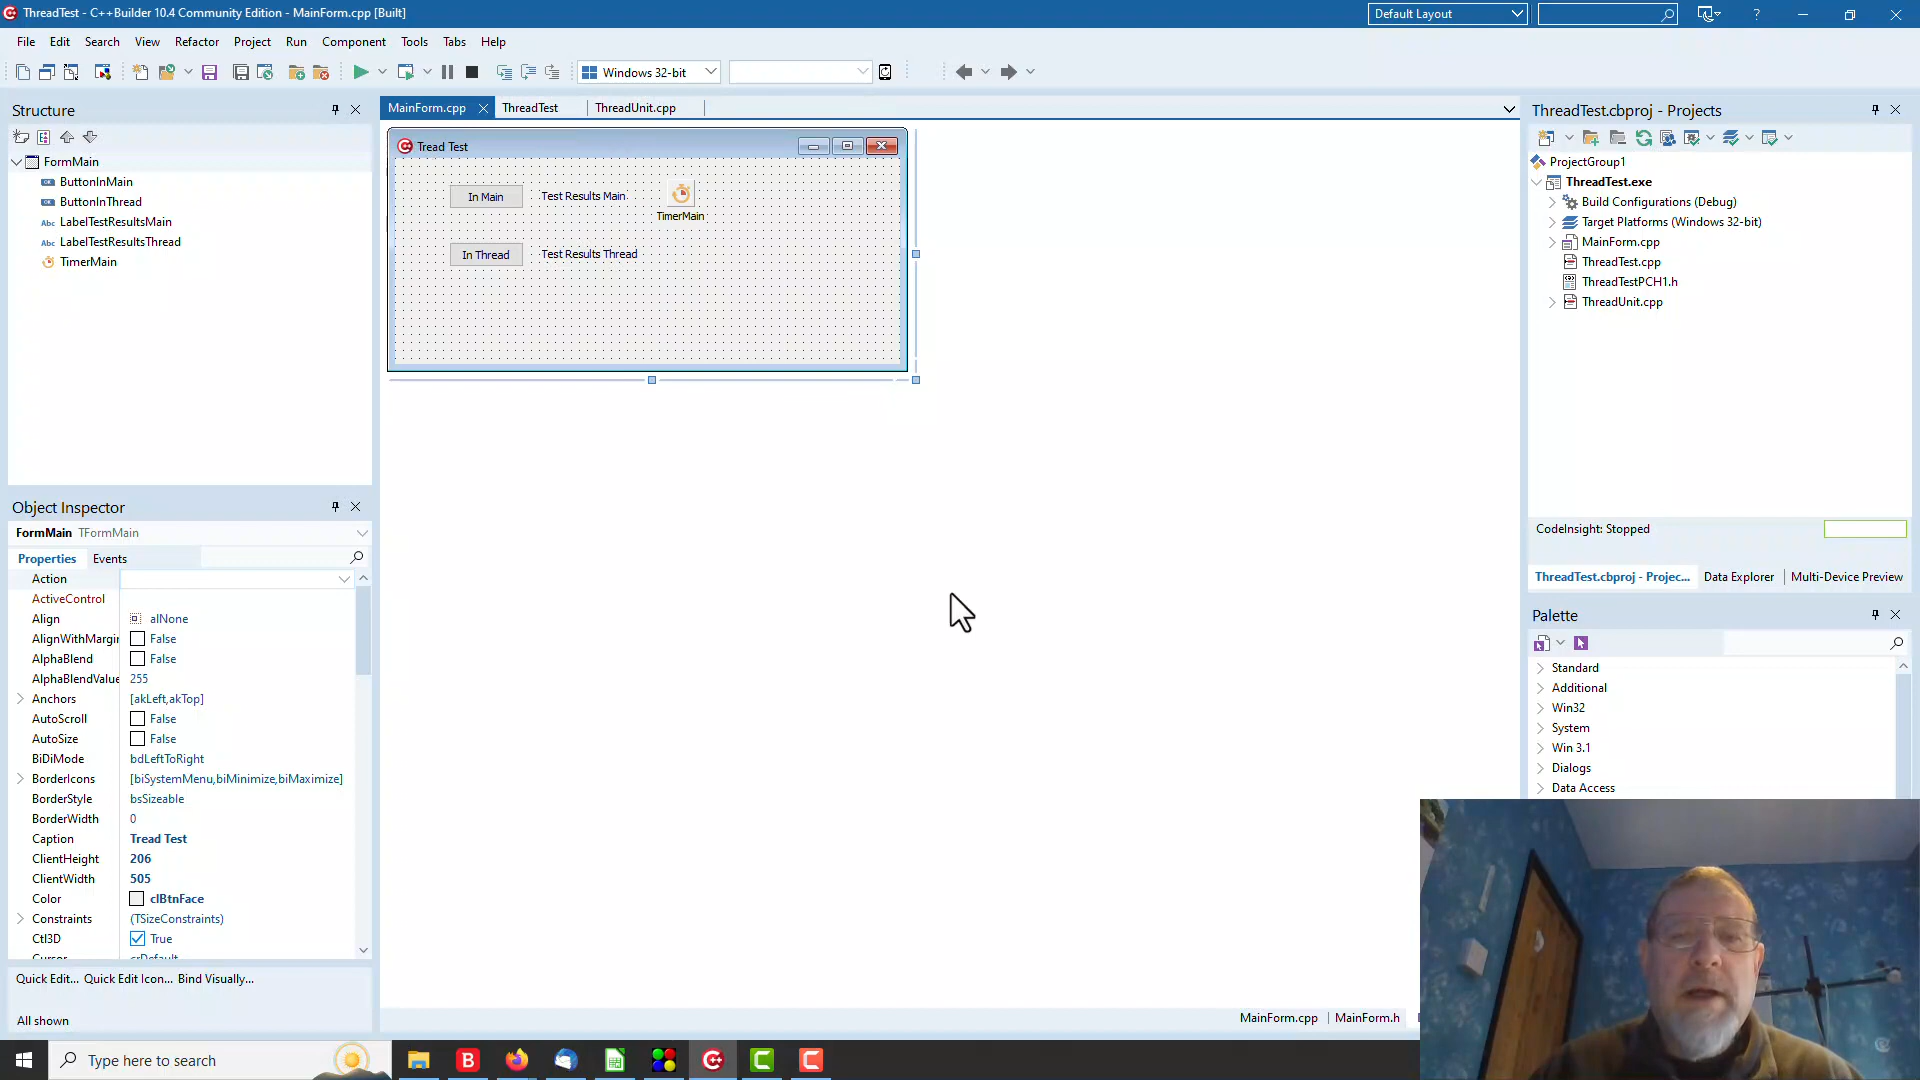 ThreadTest - C++Builder 10.4 Community Edition - MainForm.cpp [Built]
Default Layout
?
File Edit Search View Refactor Project Run Component Tools Tabs Help
Windows 32-bit
Structure
FormMain
ButtonInMain
ButtonInThread
Abc LabelTestResultsMain
Abc LabelTestResultsThread
TimerMain
Object Inspector
FormMain TFormMain
Properties Events
Action
ActiveControl
Align alNone
AlignWithMargin False
AlphaBlend False
AlphaBlendValue 255
Anchors [akLeft,akTop]
AutoScroll False
AutoSize False
BiDiMode bdLeftToRight
BorderIcons [biSystemMenu,biMinimize,biMaximize]
BorderStyle bsSizeable
BorderWidth 0
Caption Tread Test
ClientHeight 206
ClientWidth 505
Color clBtnFace
Constraints (TSizeConstraints)
Ctl3D True
Cursor crDefault
Quick Edit... Quick Edit Icon... Bind Visually...
All shown
MainForm.cpp ThreadTest ThreadUnit.cpp
Tread Test
In Main Test Results Main
TimerMain
In Thread Test Results Thread
MainForm.cpp MainForm.h
ThreadTest.cbproj - Projects
ProjectGroup1
ThreadTest.exe
Build Configurations (Debug)
Target Platforms (Windows 32-bit)
MainForm.cpp
ThreadTest.cpp
ThreadTestPCH1.h
ThreadUnit.cpp
CodeInsight: Stopped
ThreadTest.cbproj - Projec... Data Explorer Multi-Device Preview
Palette
Standard
Additional
Win32
System
Win 3.1
Dialogs
Data Access
Type here to search
B